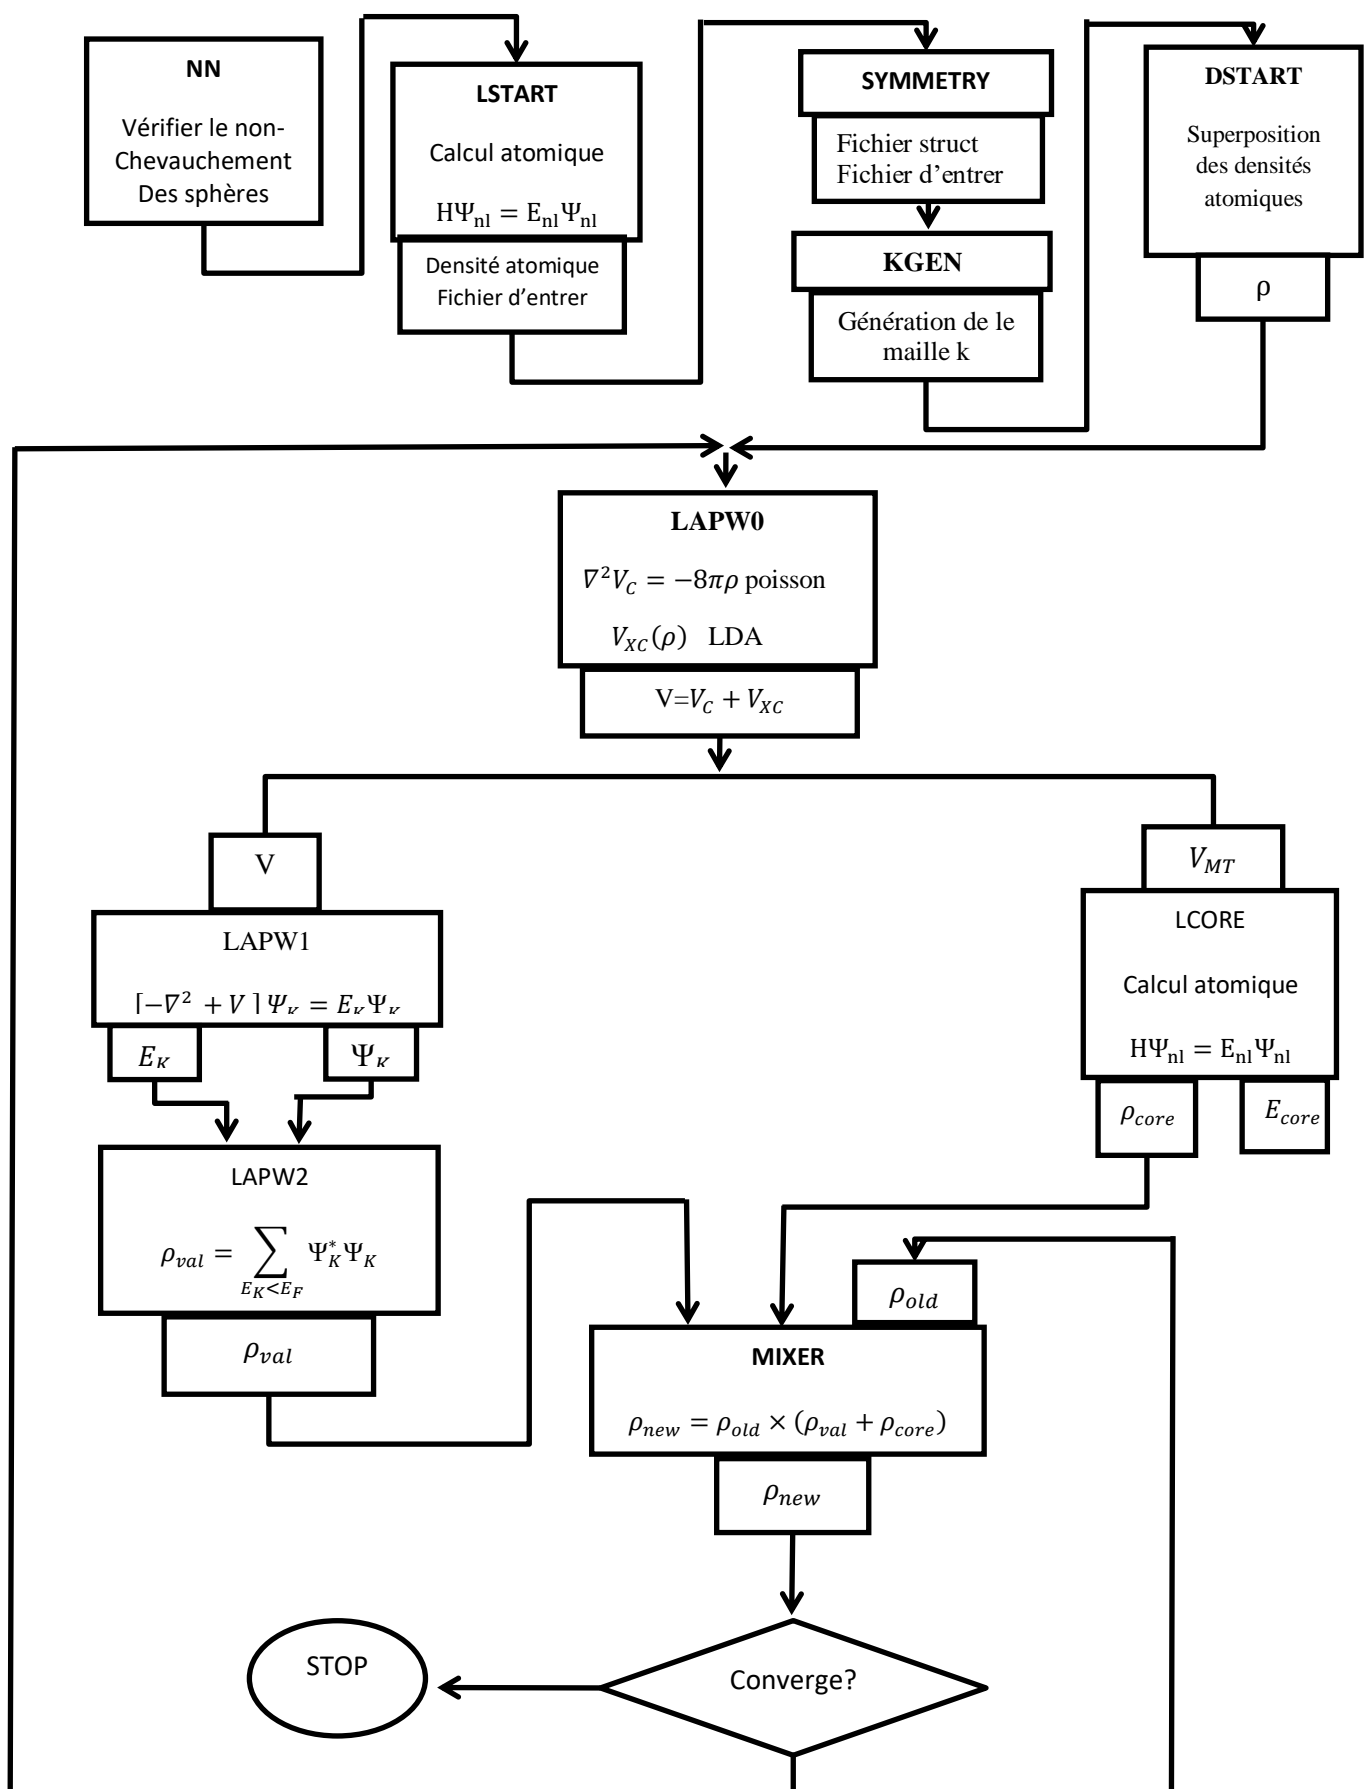 NN
Vérifier le non-
Chevauchement
Des sphères
LSTART
Calcul atomique
HΨ_nl = E_nl Ψ_nl
Densité atomique
Fichier d’entrer
SYMMETRY
Fichier struct
Fichier d’entrer
KGEN
Génération de le
maille k
DSTART
Superposition
des densités
atomiques
ρ
LAPW0
∇²V_C = −8πρ poisson
V_XC(ρ) LDA
V=V_C + V_XC
V
LAPW1
[−∇² + V] Ψ_K = E_K Ψ_K
E_K
Ψ_K
V_MT
LCORE
Calcul atomique
HΨ_nl = E_nl Ψ_nl
ρ_core
E_core
LAPW2
ρ_val = ∑_{E_K<E_F} Ψ*_K Ψ_K
ρ_val
ρ_old
MIXER
ρ_new = ρ_old × (ρ_val + ρ_core)
ρ_new
Converge?
STOP